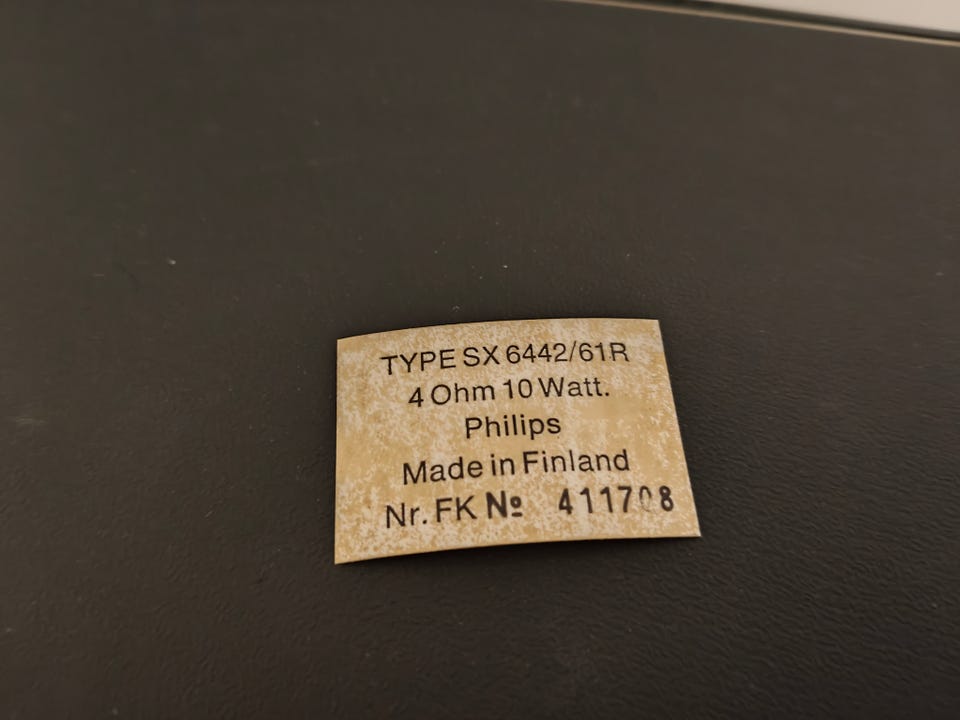 TYPE SX 6442/61R
4 Ohm 10 Watt.
Philips
Made in Finland
Nr. FK № 411708